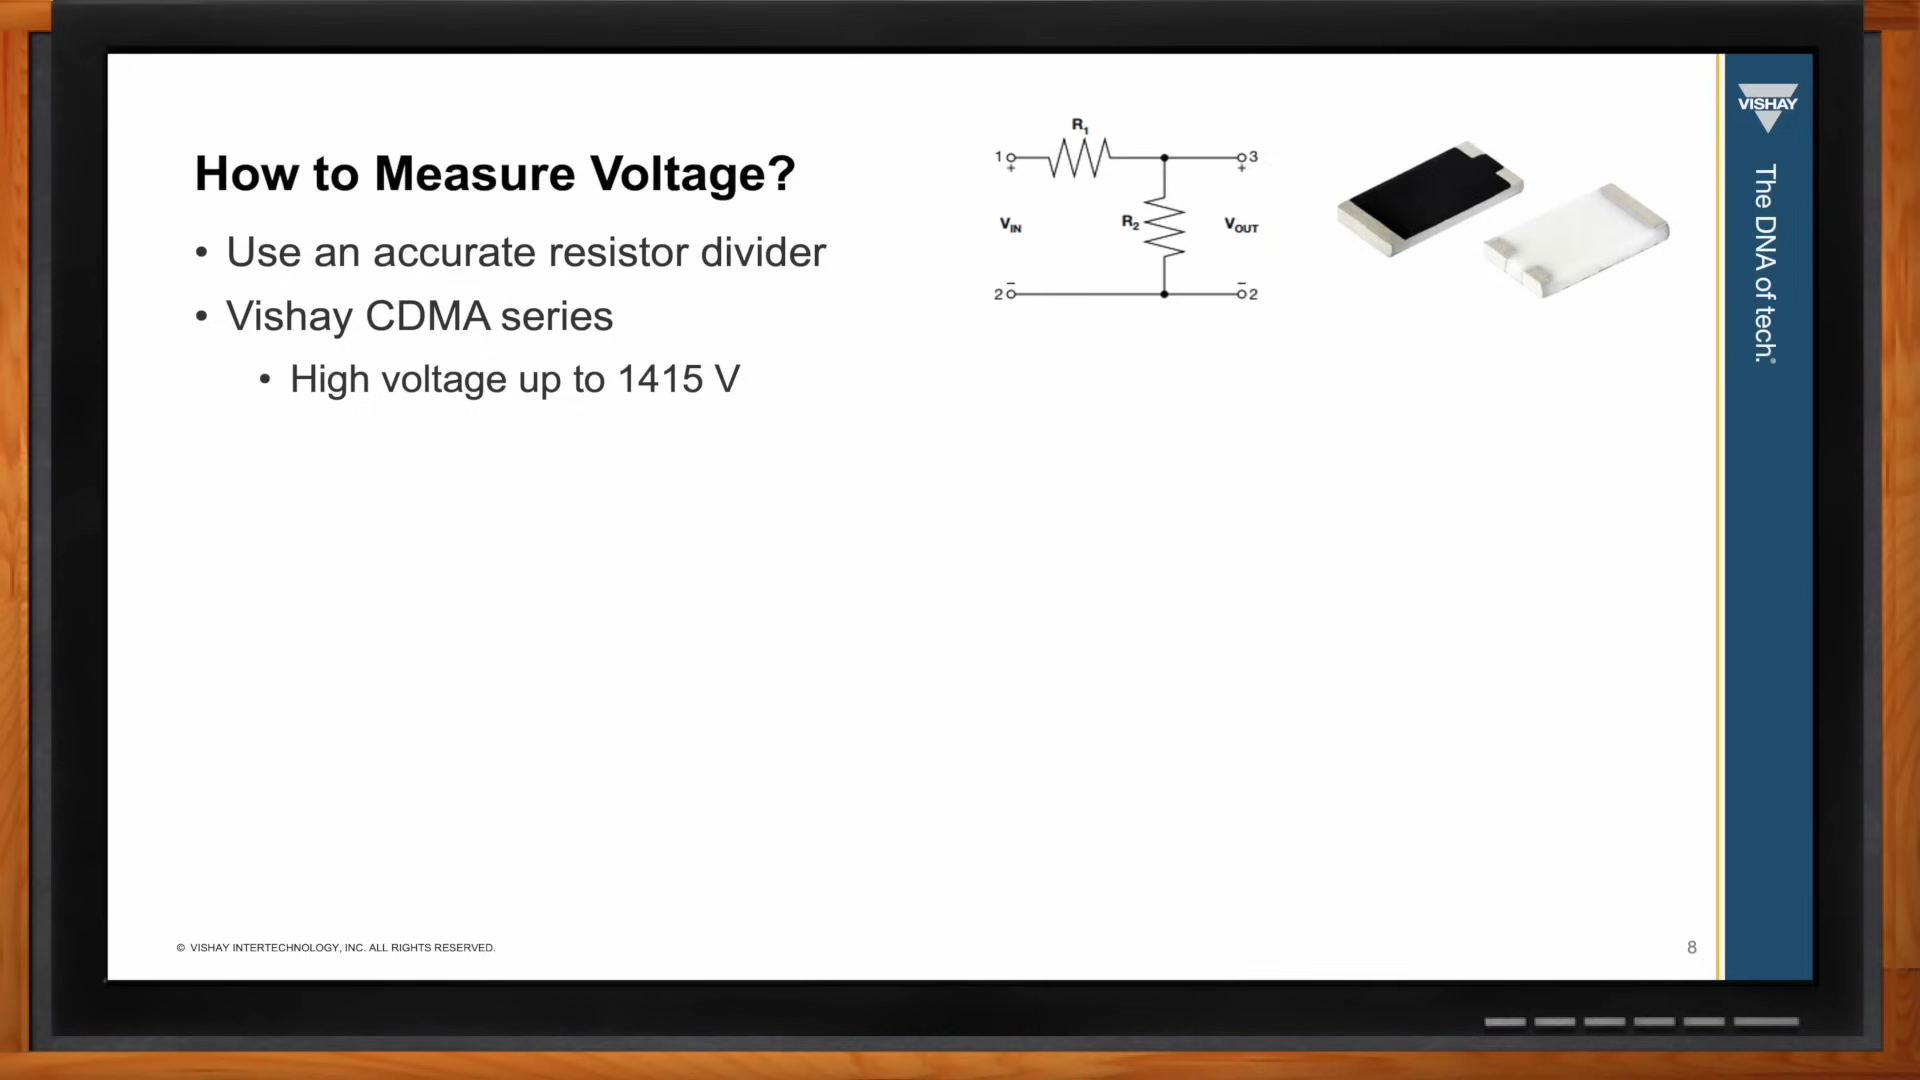 How to Measure Voltage?
• Use an accurate resistor divider
• Vishay CDMA series
• High voltage up to 1415 V
R1
1
+
3
+
VIN
R2
VOUT
2
−
2
−
VISHAY
The DNA of tech.®
© VISHAY INTERTECHNOLOGY, INC. ALL RIGHTS RESERVED.
8